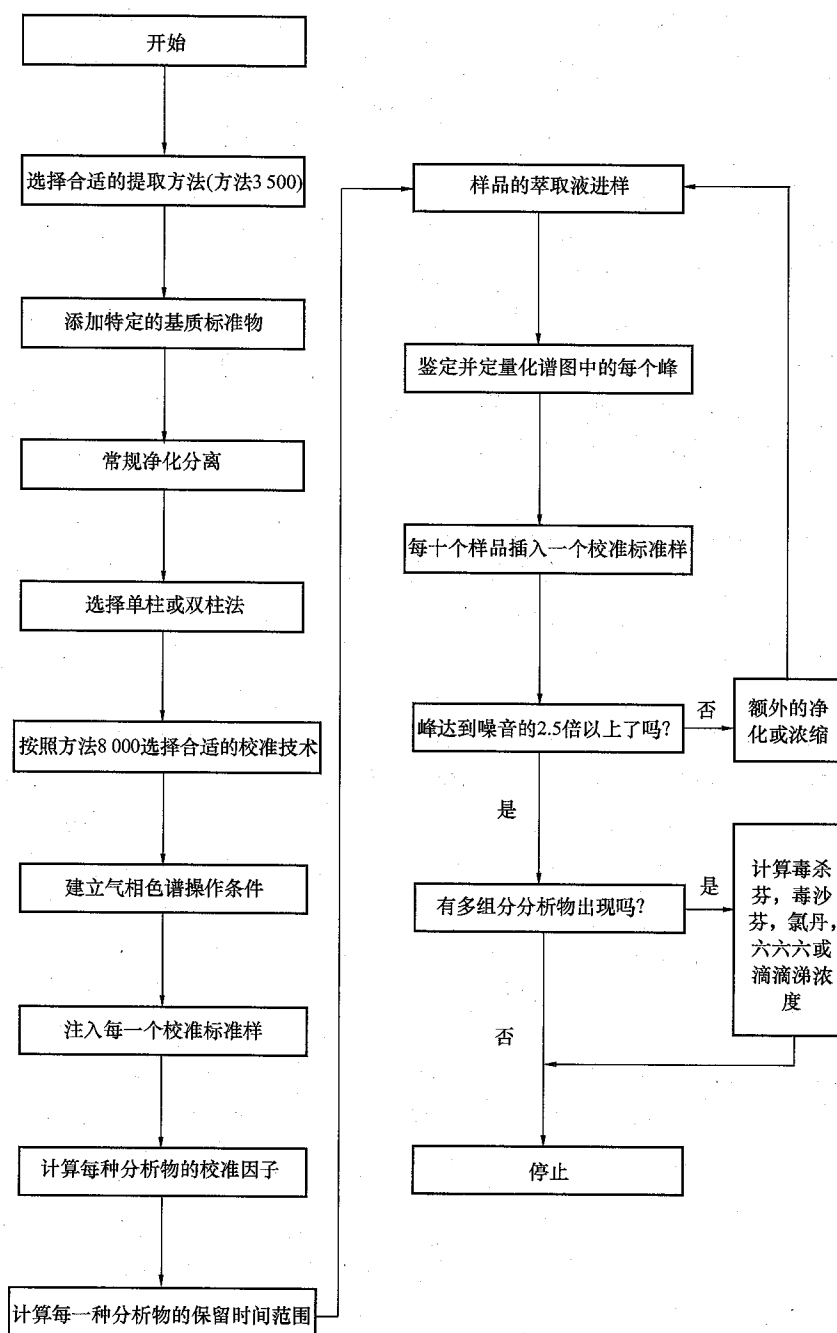 开始
选择合适的提取方法(方法3 500)
添加特定的基质标准物
常规净化分离
选择单柱或双柱法
按照方法8 000选择合适的校准技术
建立气相色谱操作条件
注入每一个校准标准样
计算每种分析物的校准因子
计算每一种分析物的保留时间范围
样品的萃取液进样
鉴定并定量化谱图中的每个峰
每十个样品插入一个校准标准样
峰达到噪音的2.5倍以上了吗?
否
额外的净
化或浓缩
是
有多组分分析物出现吗?
是
计算毒杀
芬，毒沙
芬，氯丹，
六六六或
滴滴涕浓
度
否
停止